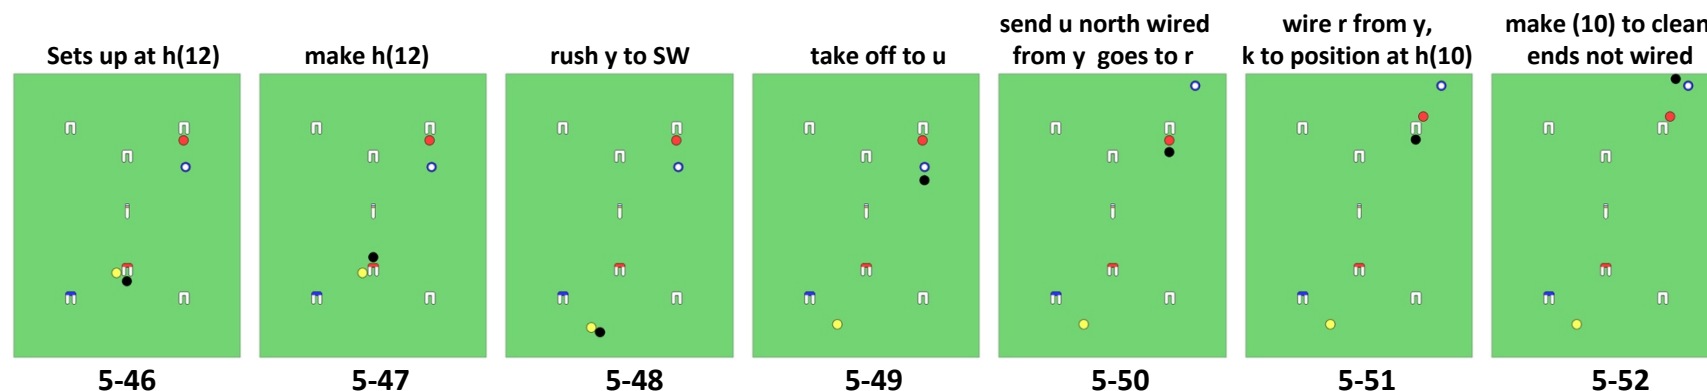 Sets up at h(12)
make h(12)
rush y to SW
take off to u
send u north wired
from y goes to r
wire r from y,
k to position at h(10)
make (10) to clean
ends not wired
5-46
5-47
5-48
5-49
5-50
5-51
5-52